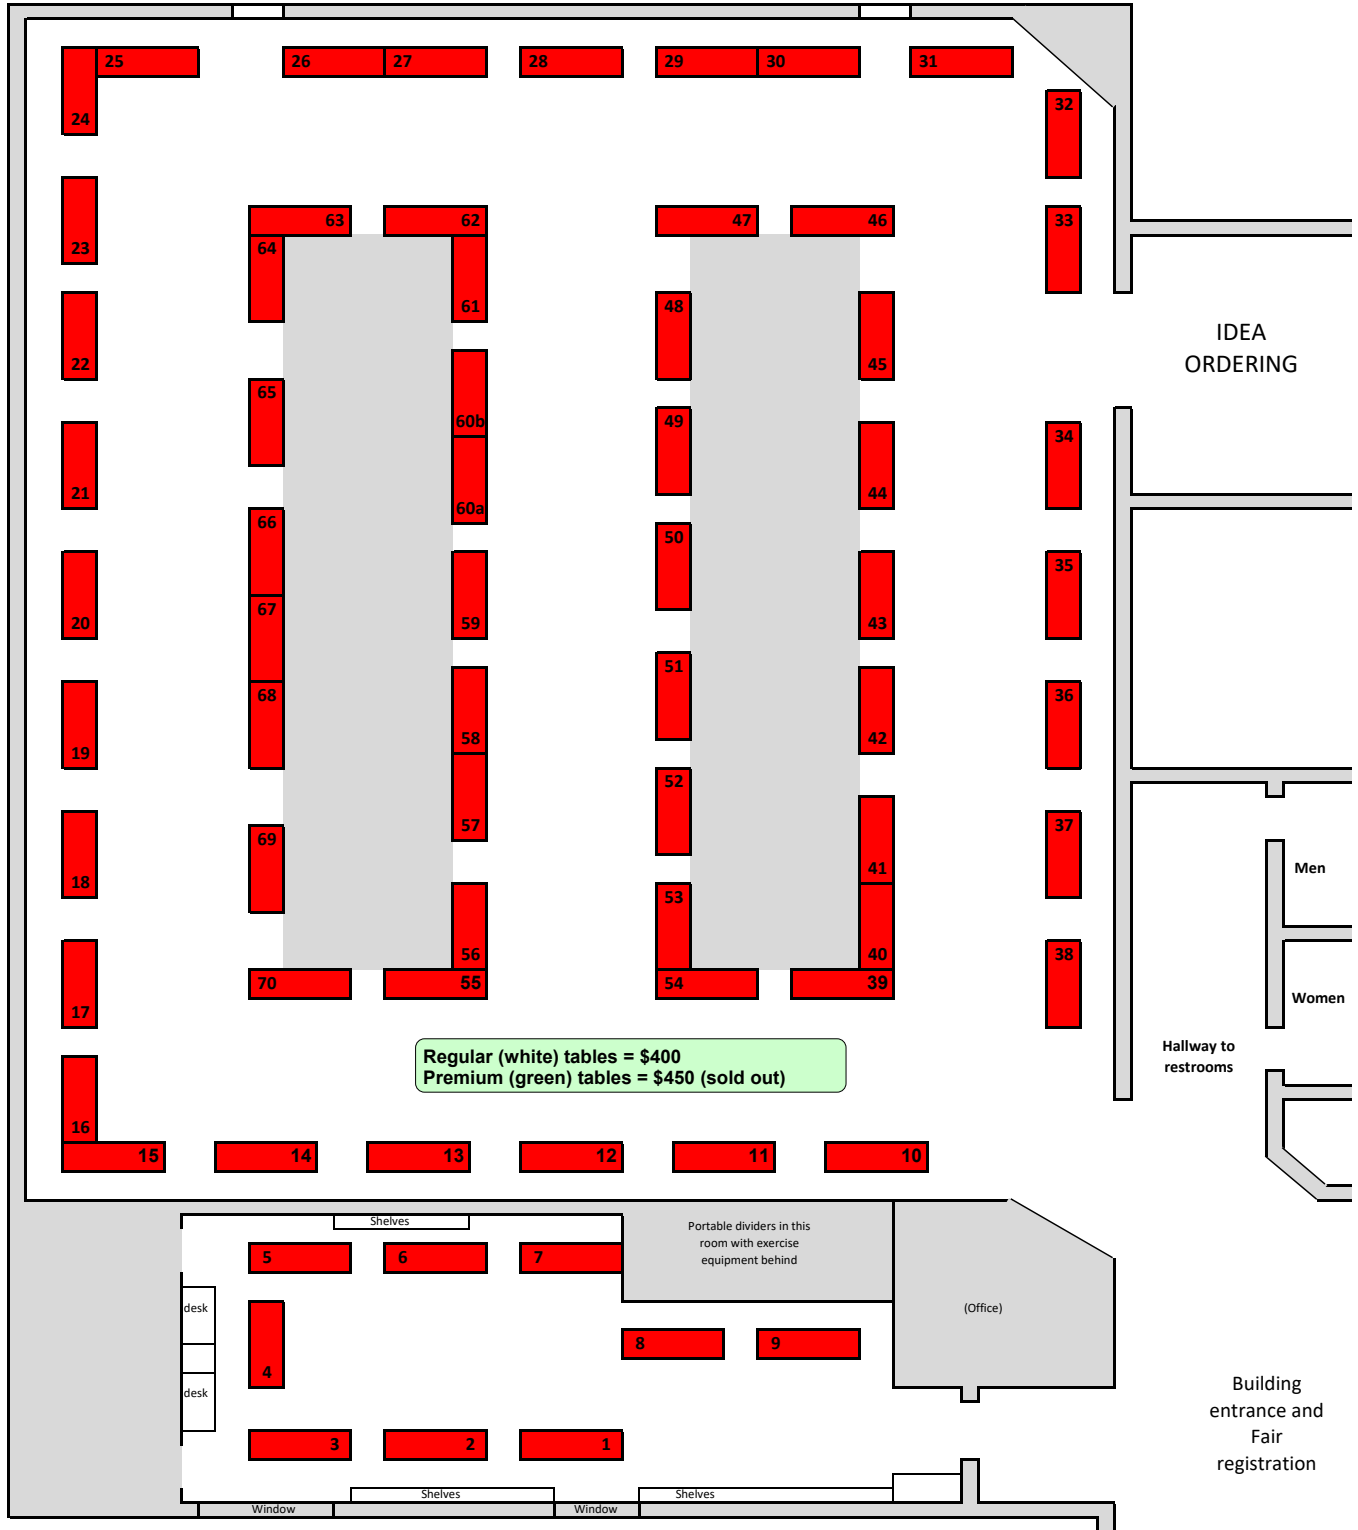 25
26
27
28
29
30
31
24
32
23
63
62
47
46
33
64
61
48
22
45
IDEA
ORDERING
65
60b
49
34
21
60a
44
66
50
35
20
67
59
43
51
36
19
68
58
42
52
37
18
69
57
41
Men
53
38
17
56
40
70
55
54
39
Women
Regular (white) tables = $400
Premium (green) tables = $450 (sold out)
Hallway to
restrooms
16
15
14
13
12
11
10
Shelves
Portable dividers in this
room with exercise
equipment behind
5
6
7
desk
(Office)
8
9
4
desk
3
2
1
Building
entrance and
Fair
registration
Shelves
Shelves
Window
Window